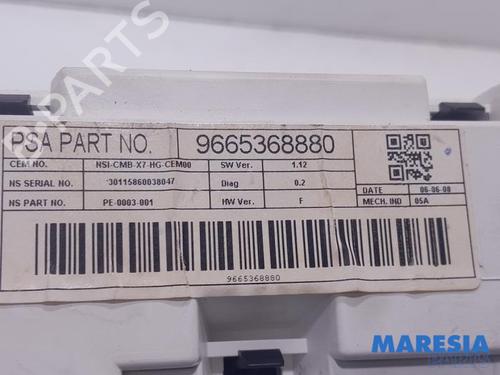 PSA PART NO. 9665368880
CEM NO. NSI-CMB-X7-HG-CEM00 SW Ver. 1.12
NS SERIAL NO. 30115860038047 Diag 0.2
NS PART NO. PE-0003-001 HW Ver. F
DATE 06-06-08
MECH. IND 05A
9665368880
B-PARTS
MARESIA